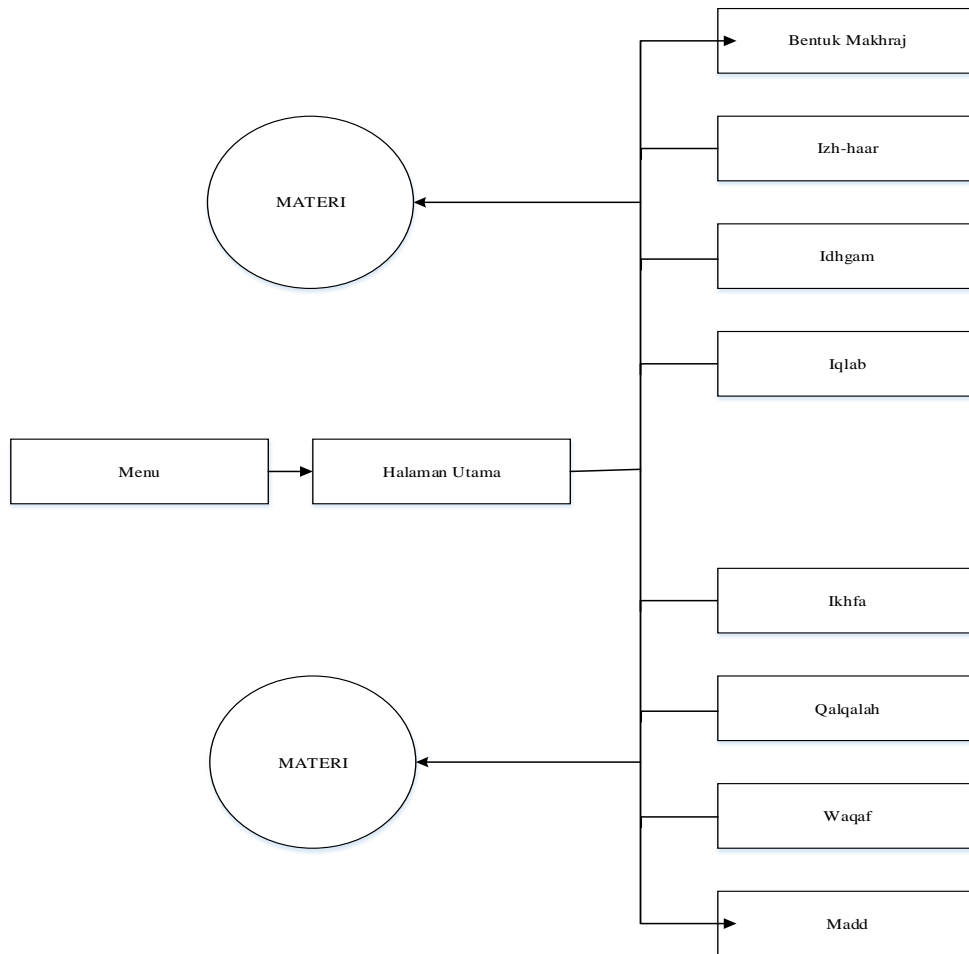 Bentuk Makhraj
Izh-haar
MATERI
Idhgam
Iqlab
Menu
Halaman Utama
Ikhfa
Qalqalah
MATERI
Waqaf
Madd